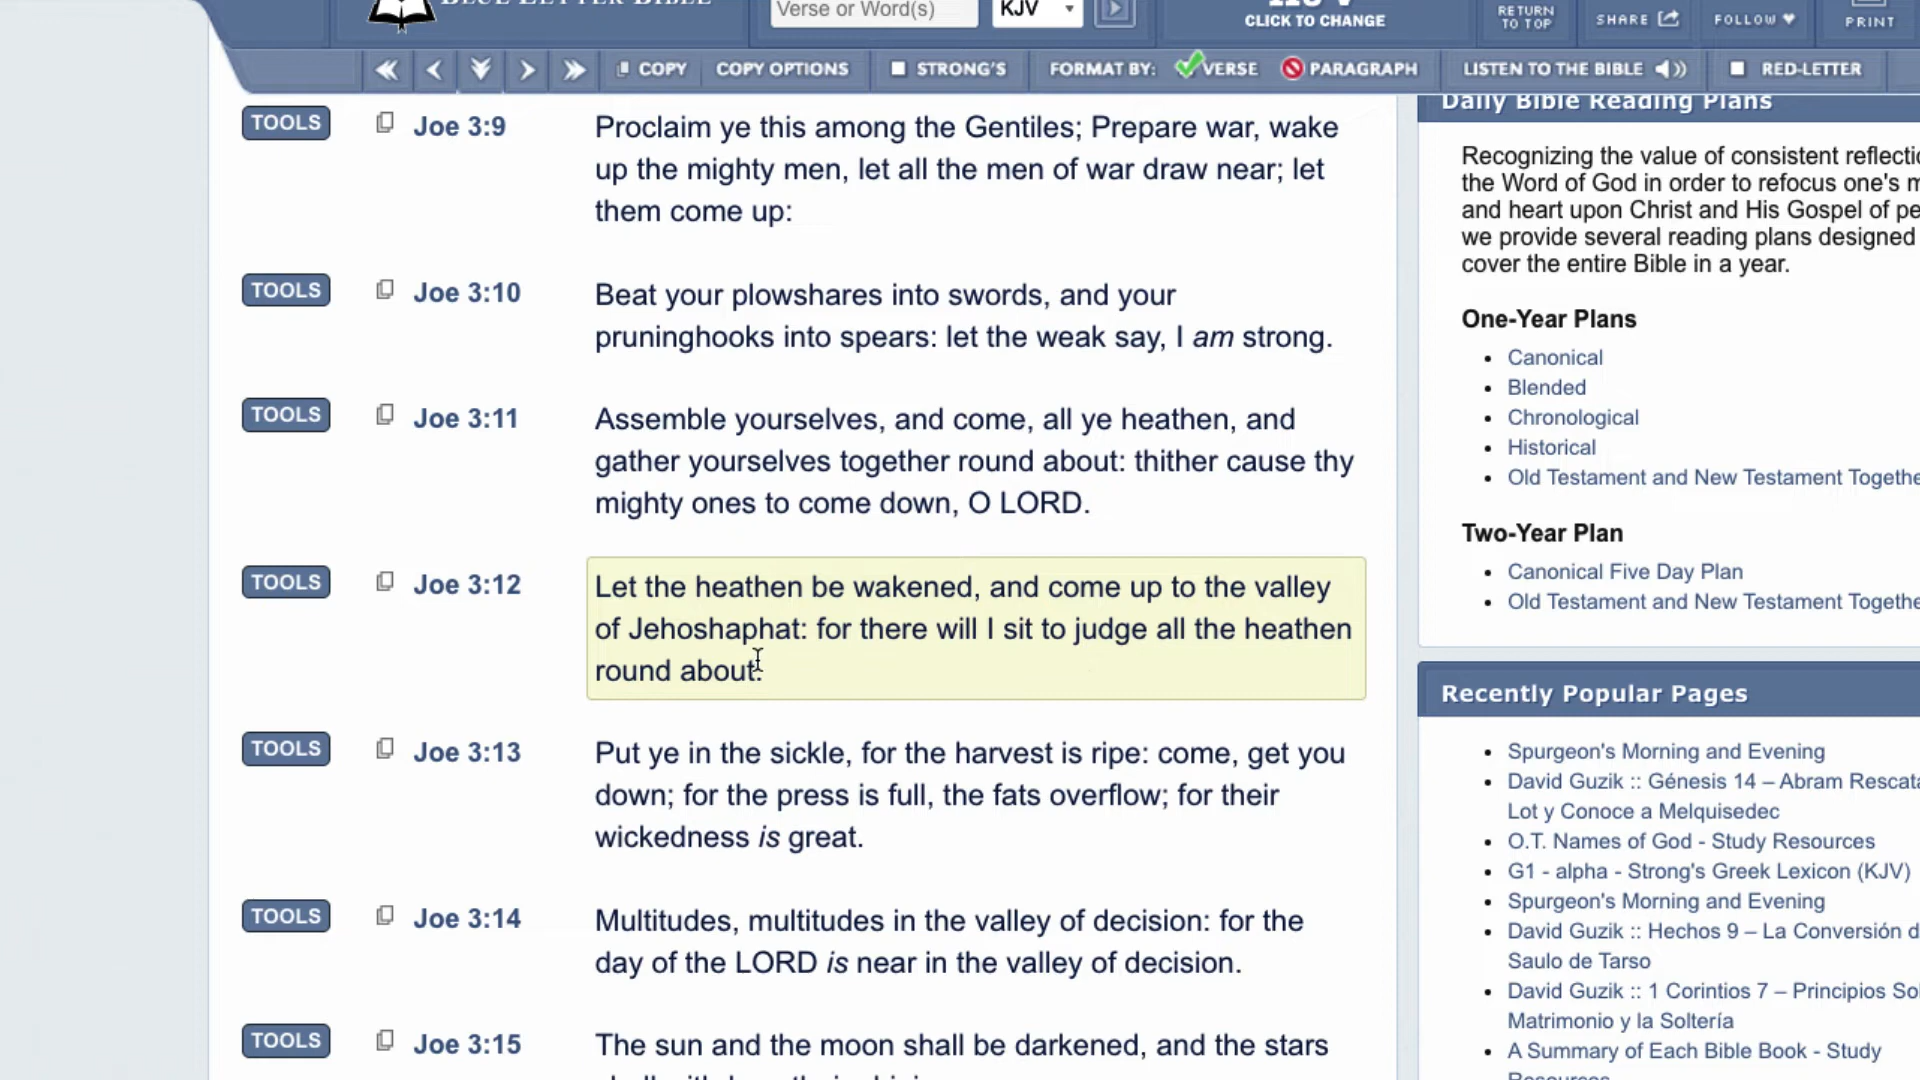 BLUE LETTER BIBLE
Verse or Word(s)
KJV
CLICK TO CHANGE
RETURN
TO TOP
SHARE
FOLLOW
PRINT
COPY
COPY OPTIONS
STRONG'S
FORMAT BY:
VERSE
PARAGRAPH
LISTEN TO THE BIBLE
RED-LETTER
TOOLS
Joe 3:9
Proclaim ye this among the Gentiles; Prepare war, wake
up the mighty men, let all the men of war draw near; let
them come up:
TOOLS
Joe 3:10
Beat your plowshares into swords, and your
pruninghooks into spears: let the weak say, I am strong.
TOOLS
Joe 3:11
Assemble yourselves, and come, all ye heathen, and
gather yourselves together round about: thither cause thy
mighty ones to come down, O LORD.
TOOLS
Joe 3:12
Let the heathen be wakened, and come up to the valley
of Jehoshaphat: for there will I sit to judge all the heathen
round about.
TOOLS
Joe 3:13
Put ye in the sickle, for the harvest is ripe: come, get you
down; for the press is full, the fats overflow; for their
wickedness is great.
TOOLS
Joe 3:14
Multitudes, multitudes in the valley of decision: for the
day of the LORD is near in the valley of decision.
TOOLS
Joe 3:15
The sun and the moon shall be darkened, and the stars
Daily Bible Reading Plans
Recognizing the value of consistent reflecti
the Word of God in order to refocus one's m
and heart upon Christ and His Gospel of pe
we provide several reading plans designed
cover the entire Bible in a year.
One-Year Plans
Canonical
Blended
Chronological
Historical
Old Testament and New Testament Togethe
Two-Year Plan
Canonical Five Day Plan
Old Testament and New Testament Togethe
Recently Popular Pages
Spurgeon's Morning and Evening
David Guzik :: Génesis 14 – Abram Rescata
Lot y Conoce a Melquisedec
O.T. Names of God - Study Resources
G1 - alpha - Strong's Greek Lexicon (KJV)
Spurgeon's Morning and Evening
David Guzik :: Hechos 9 – La Conversión d
Saulo de Tarso
David Guzik :: 1 Corintios 7 – Principios Sol
Matrimonio y la Soltería
A Summary of Each Bible Book - Study